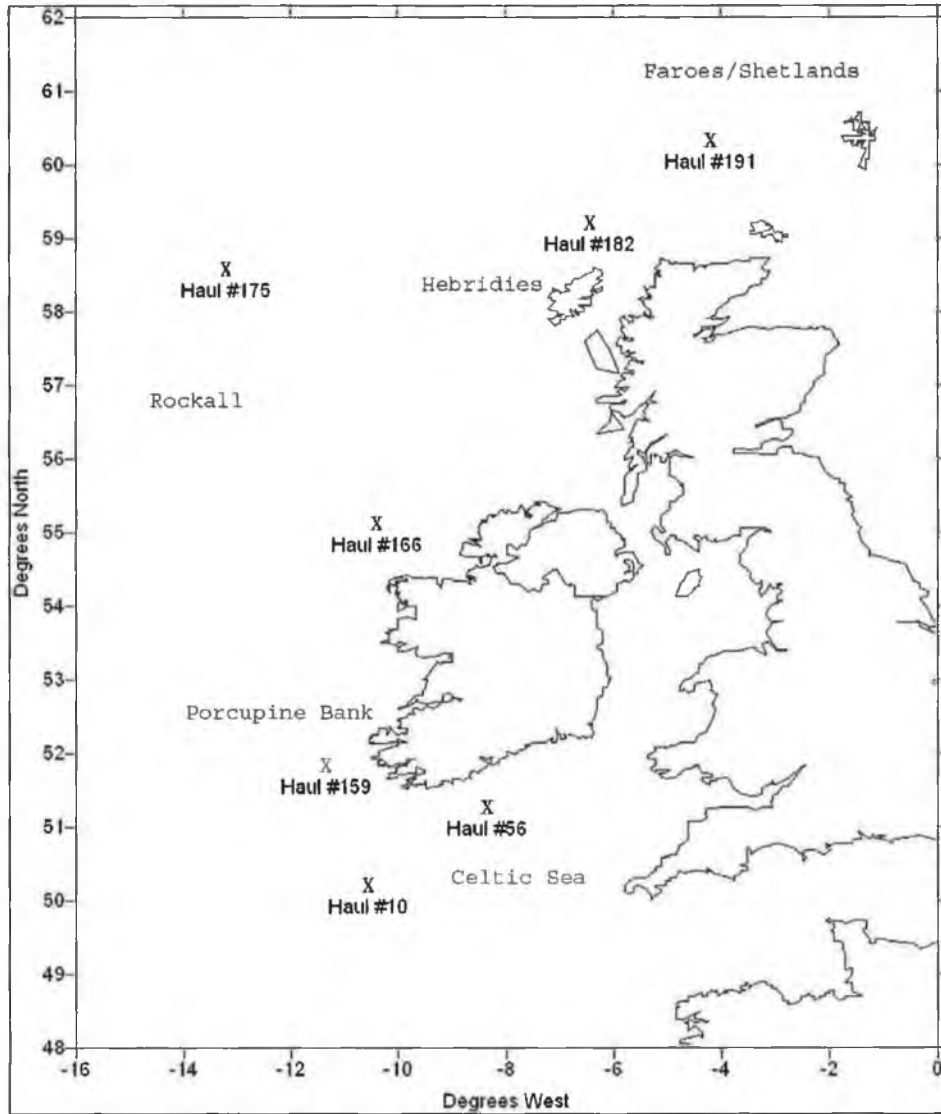 62
Faroes/Shetlands
61
X
60
Haul #191
X
59
Haul #182
X
Haul #175
Hebridies
58
57
Rockall
56
X
55
Haul #166
Degrees North
54
53
Porcupine Bank
52
X
Haul #159
X
51
Haul #56
Celtic Sea
X
50
Haul #10
49
48
-16
-14
-12
-10
-8
-6
-4
-2
0
Degrees West